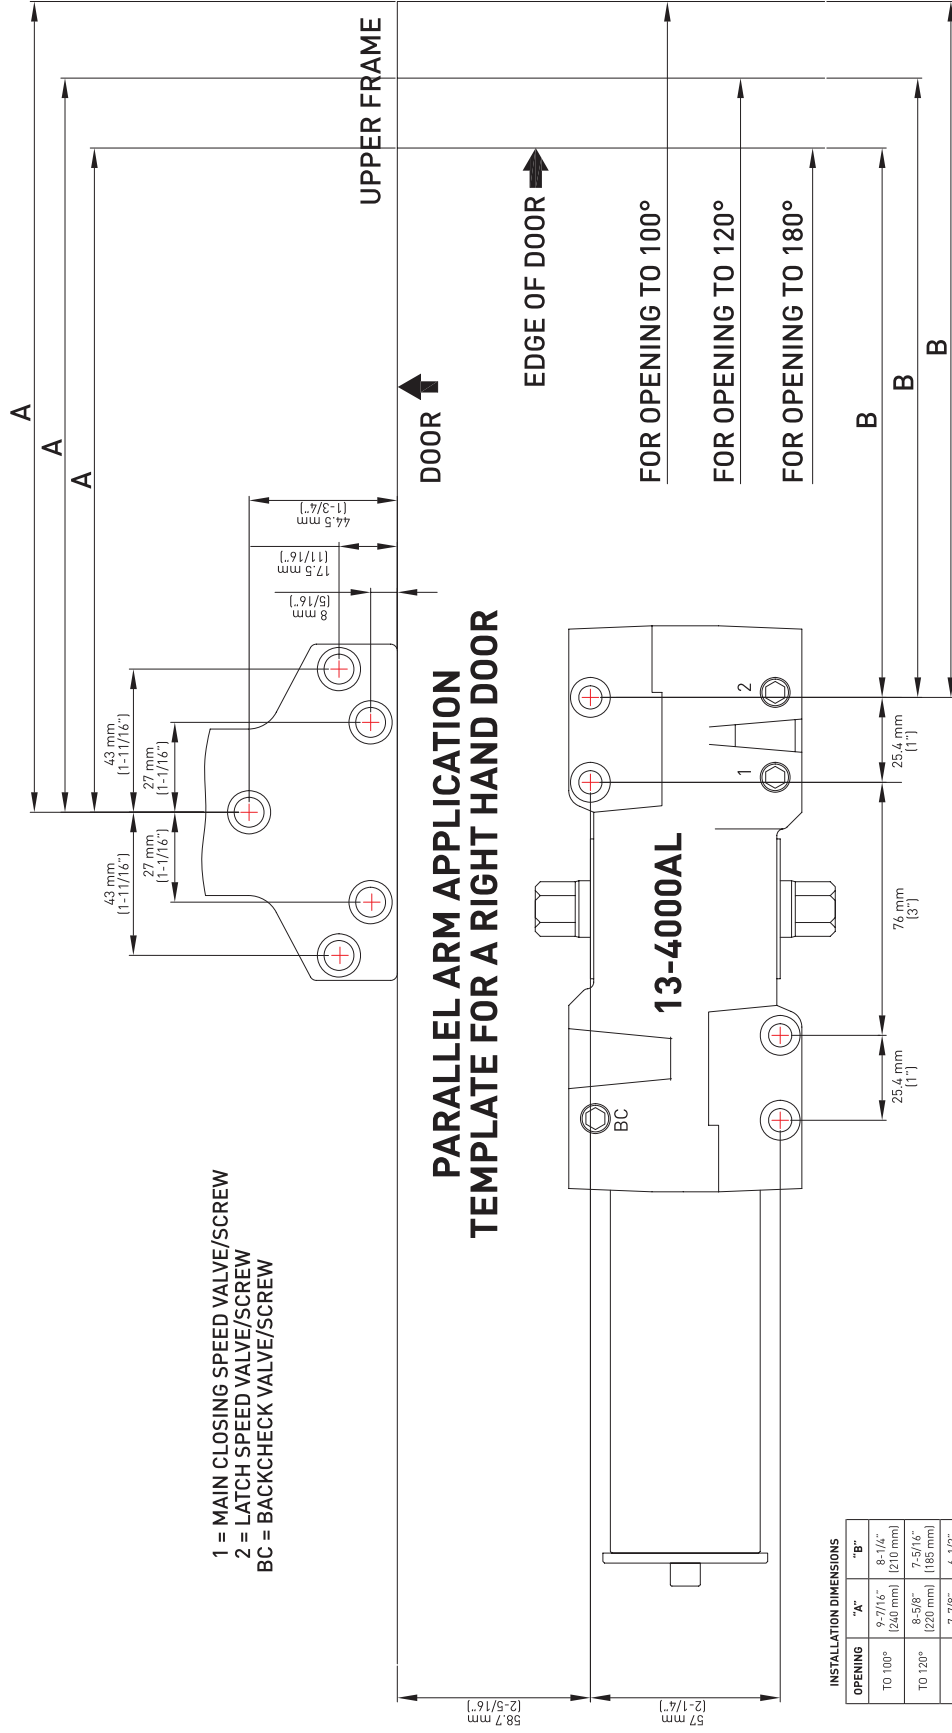 A
A
A
UPPER FRAME
DOOR
EDGE OF DOOR
44.5 mm
(1-3/4")
17.5 mm
(11/16")
8 mm
(5/16")
43 mm
(1-11/16")
27 mm
(1-1/16")
43 mm
(1-11/16")
27 mm
(1-1/16")
FOR OPENING TO 100°
FOR OPENING TO 120°
FOR OPENING TO 180°
B
B
B
PARALLEL ARM APPLICATION
TEMPLATE FOR A RIGHT HAND DOOR
1 = MAIN CLOSING SPEED VALVE/SCREW
2 = LATCH SPEED VALVE/SCREW
BC = BACKCHECK VALVE/SCREW
13-4000AL
1
2
BC
25.4 mm
(1")
76 mm
(3")
25.4 mm
(1")
58.7 mm
(2-5/16")
57 mm
(2-1/4")
INSTALLATION DIMENSIONS
OPENING "A" "B"
TO 100° 9-7/16" (240 mm) 8-1/4" (210 mm)
TO 120° 8-5/8" (220 mm) 7-5/16" (185 mm)